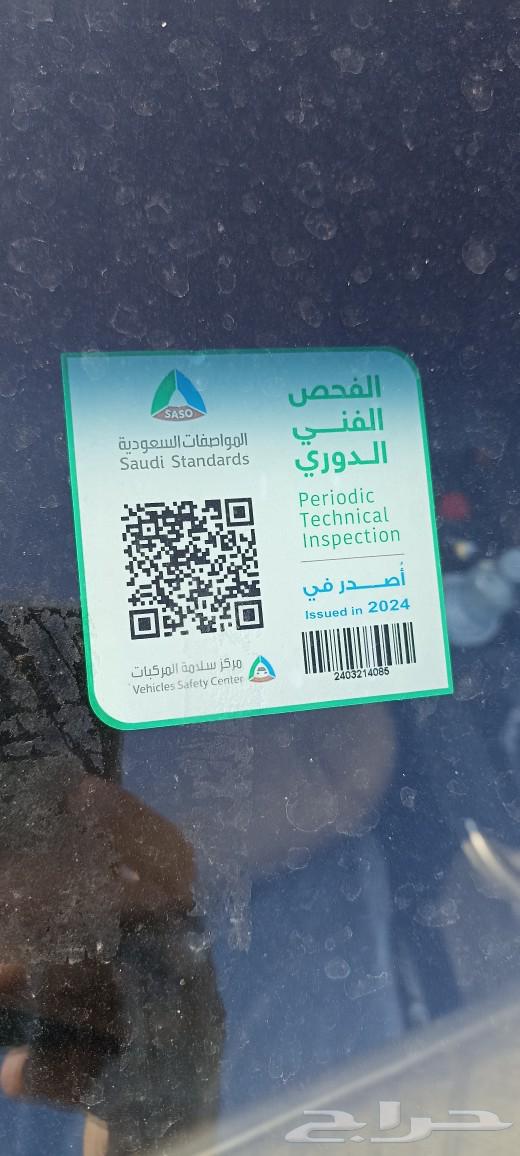 SASO
المواصفات السعودية
Saudi Standards
الفحص
الفني
الدوري
Periodic
Technical
Inspection
أصدر في
Issued in 2024
2403214085
مركز سلامة المركبات
Vehicles Safety Center
حراج